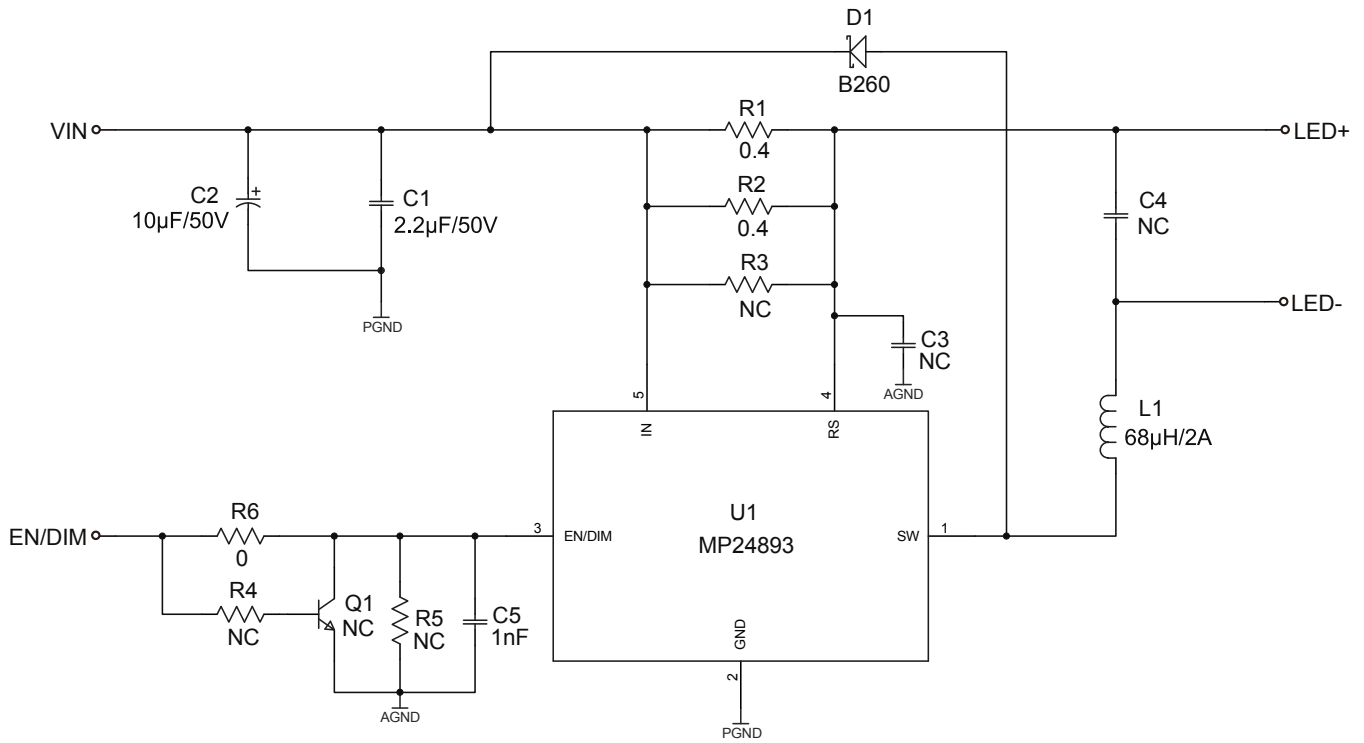 D1
B260
VIN
R1
0.4
LED+
C2
10µF/50V
+
C1
2.2µF/50V
R2
0.4
C4
NC
R3
NC
LED-
PGND
C3
NC
AGND
5
4
IN
RS
L1
68µH/2A
EN/DIM
R6
0
3
EN/DIM
U1
MP24893
SW
1
R4
NC
Q1
NC
R5
NC
C5
1nF
GND
2
AGND
PGND